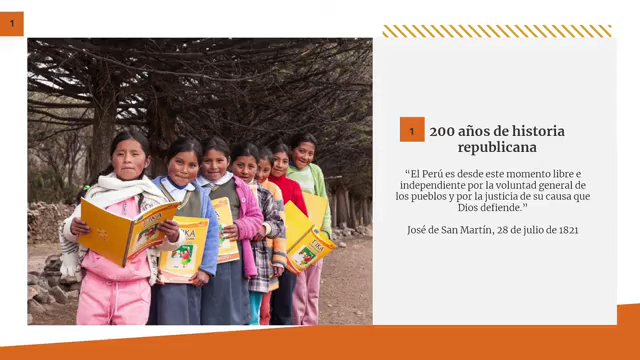 1
1
200 años de historia
republicana
“El Perú es desde este momento libre e
independiente por la voluntad general de
los pueblos y por la justicia de su causa que
Dios defiende.”
José de San Martín, 28 de julio de 1821
TIKA
TIKA